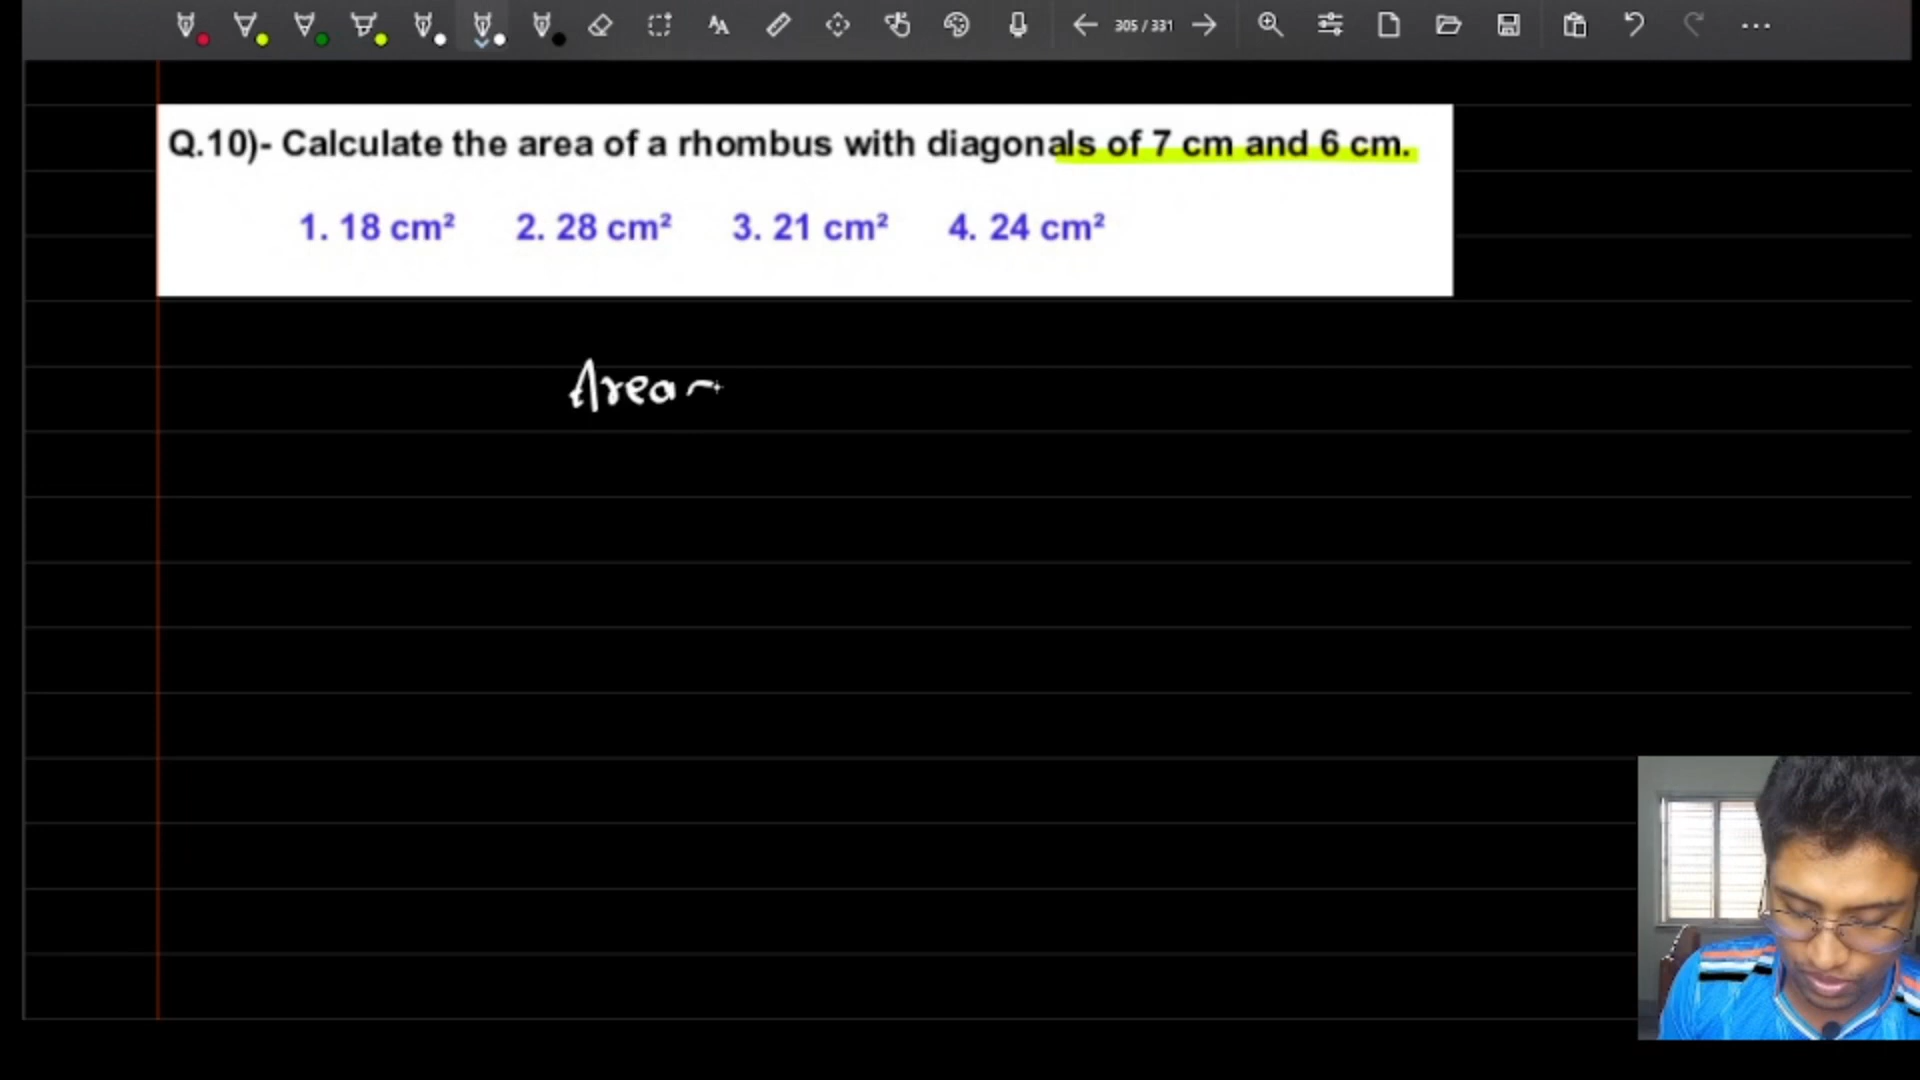 305 / 331
Q.10)- Calculate the area of a rhombus with diagonals of 7 cm and 6 cm.
1. 18 cm² 2. 28 cm² 3. 21 cm² 4. 24 cm²
Area